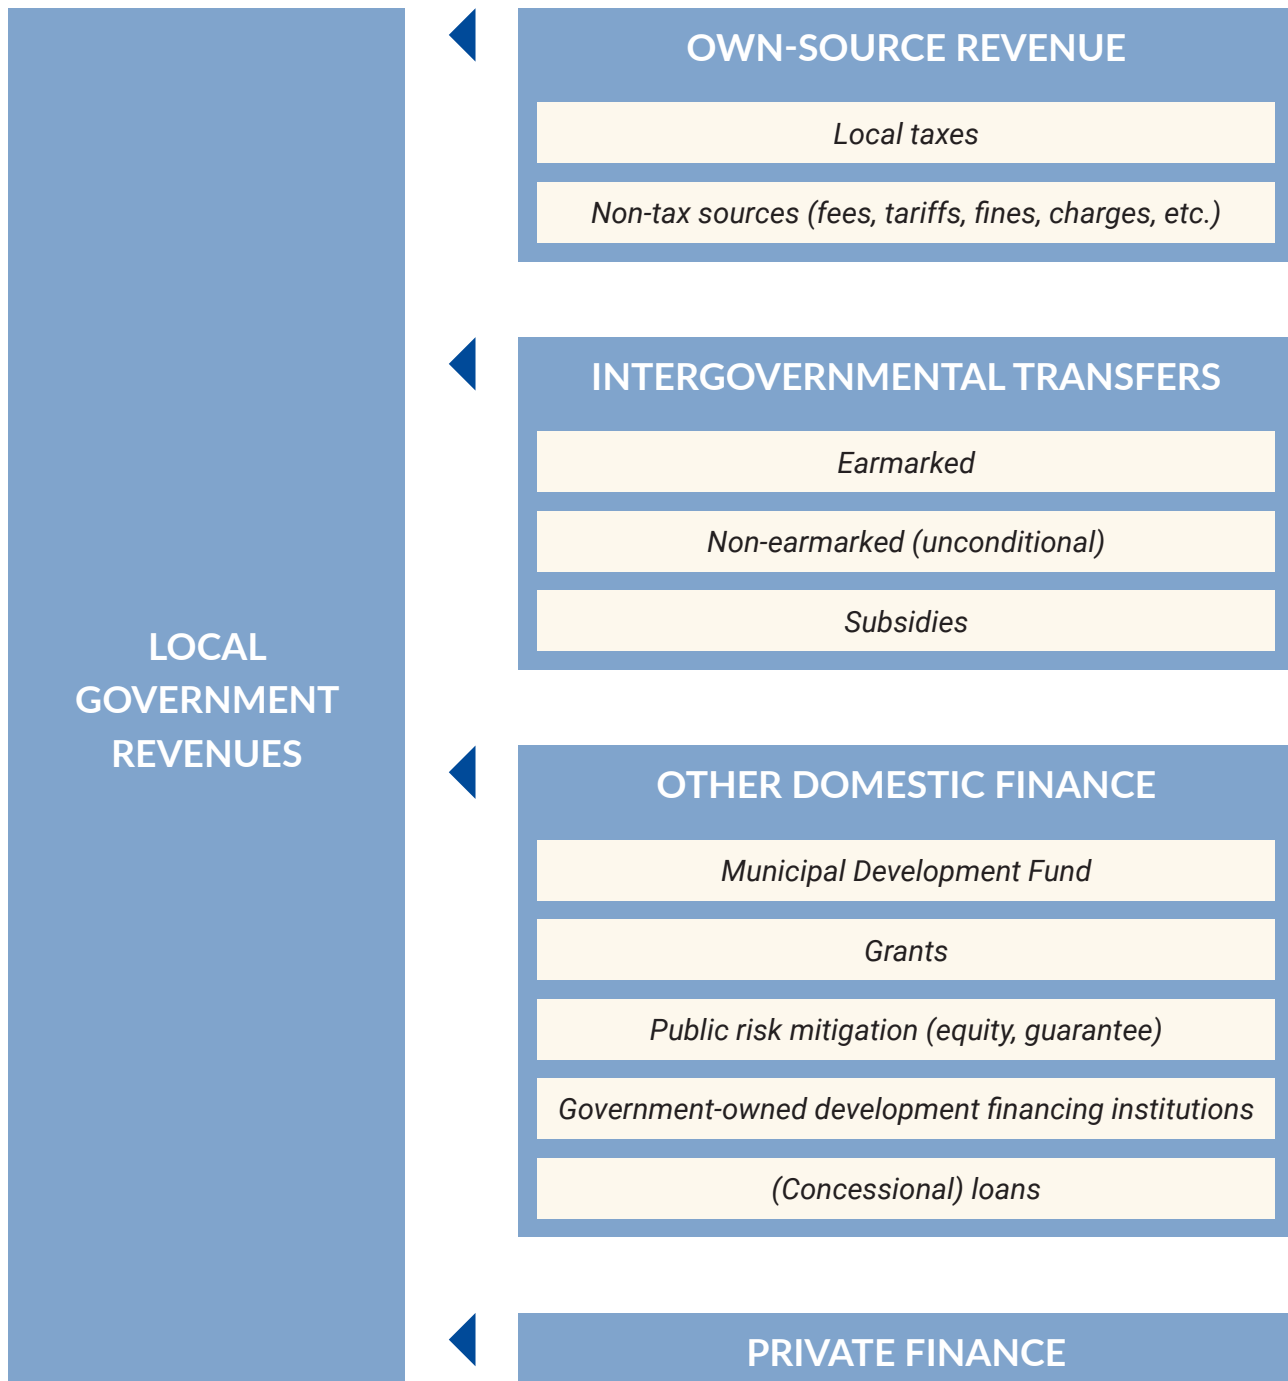 LOCAL
GOVERNMENT
REVENUES
OWN-SOURCE REVENUE
Local taxes
Non-tax sources (fees, tariffs, fines, charges, etc.)
INTERGOVERNMENTAL TRANSFERS
Earmarked
Non-earmarked (unconditional)
Subsidies
OTHER DOMESTIC FINANCE
Municipal Development Fund
Grants
Public risk mitigation (equity, guarantee)
Government-owned development financing institutions
(Concessional) loans
PRIVATE FINANCE